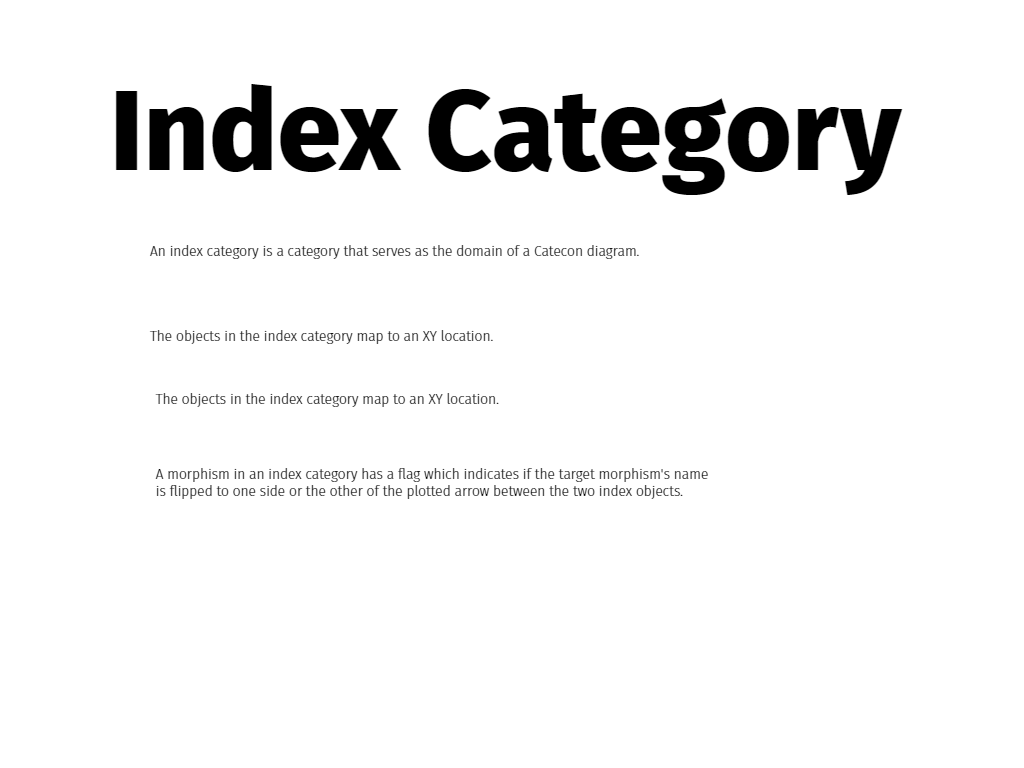 Index Category
An index category is a category that serves as the domain of a Catecon diagram.
The objects in the index category map to an XY location.
The objects in the index category map to an XY location.
A morphism in an index category has a flag which indicates if the target morphism's name
is flipped to one side or the other of the plotted arrow between the two index objects.